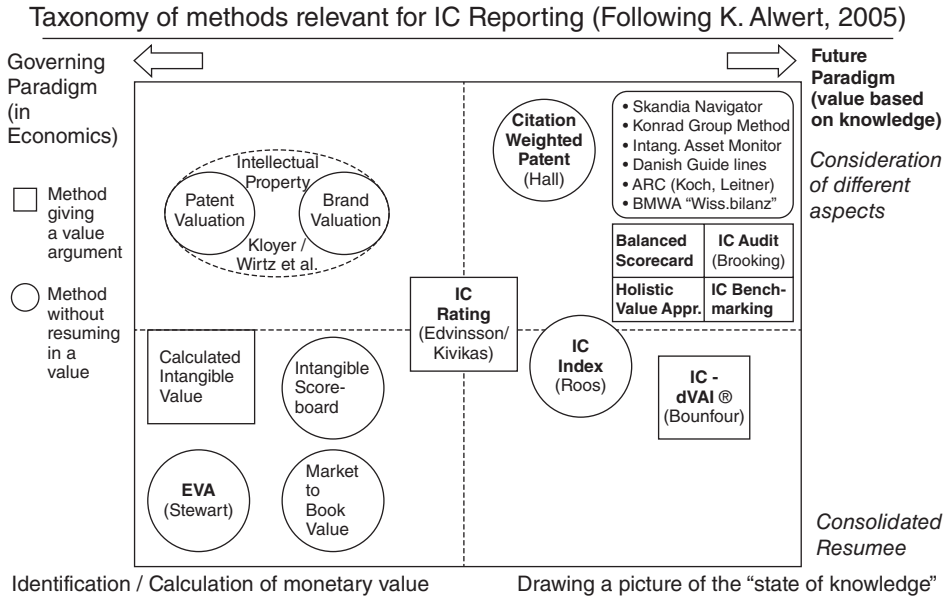 Taxonomy of methods relevant for IC Reporting (Following K. Alwert, 2005)
Governing
Paradigm
(in
Economics)
Future
Paradigm
(value based
on knowledge)
Consideration
of different
aspects
Method
giving
a value
argument
Method
without
resuming
in a
value
Intellectual
Property
Patent
Valuation
Brand
Valuation
Kloyer /
Wirtz et al.
Citation
Weighted
Patent
(Hall)
• Skandia Navigator
• Konrad Group Method
• Intang. Asset Monitor
• Danish Guide lines
• ARC (Koch, Leitner)
• BMWA “Wiss.bilanz”
Balanced
Scorecard
IC Audit
(Brooking)
Holistic
Value Appr.
IC Bench-
marking
IC
Rating
(Edvinsson/
Kivikas)
Calculated
Intangible
Value
Intangible
Score-
board
IC
Index
(Roos)
IC -
dVAI ®
(Bounfour)
EVA
(Stewart)
Market
to
Book
Value
Consolidated
Resumee
Identification / Calculation of monetary value
Drawing a picture of the “state of knowledge”